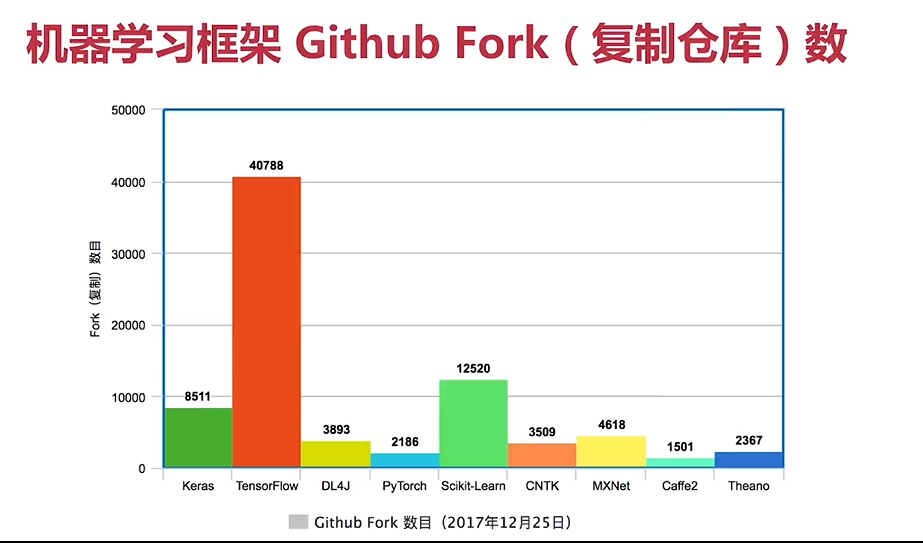 机器学习框架 Github Fork（复制仓库）数
50000
40000
30000
20000
10000
0
Fork（复制）数目
8511
40788
3893
2186
12520
3509
4618
1501
2367
Keras
TensorFlow
DL4J
PyTorch
Scikit-Learn
CNTK
MXNet
Caffe2
Theano
Github Fork 数目（2017年12月25日）